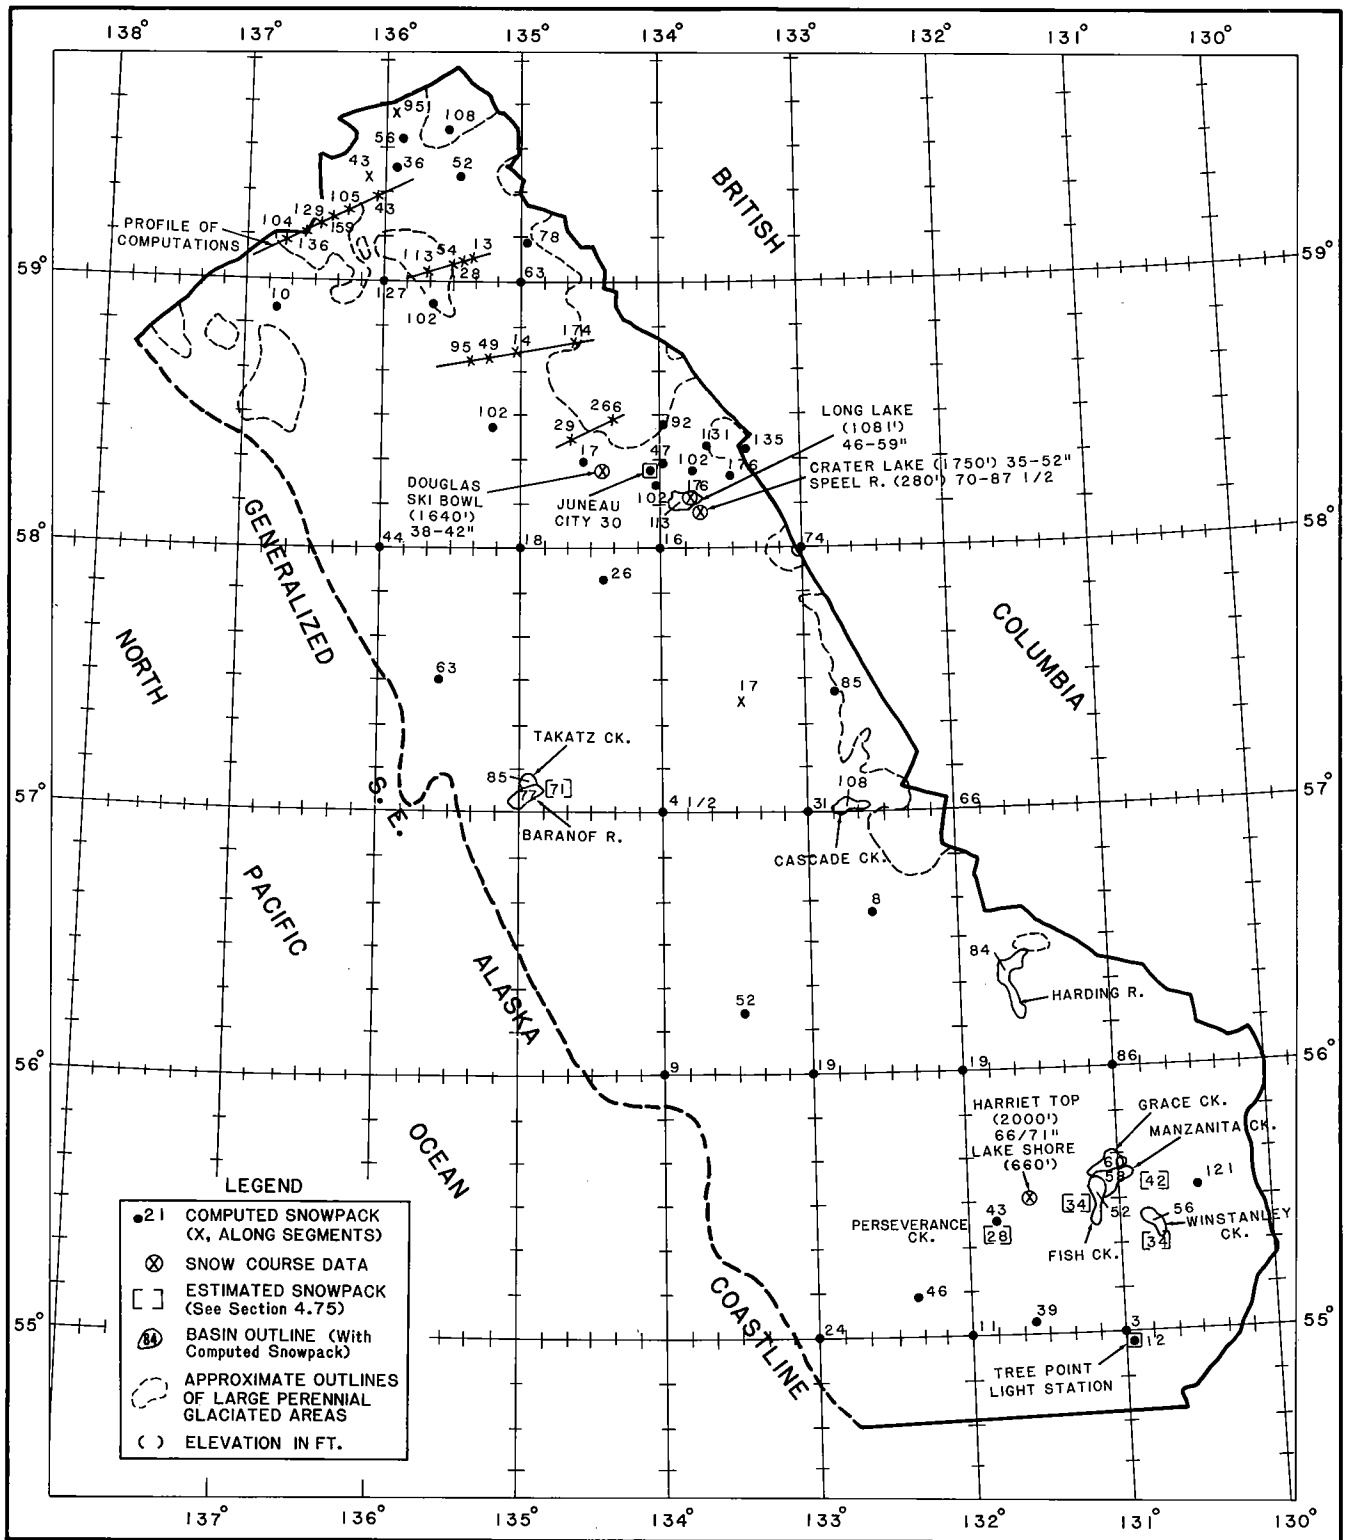 138° 137° 136° 135° 134° 133° 132° 131° 130°
95
108
56
43
36
52
105
129
43
104
159
PROFILE OF
COMPUTATIONS
136
113
54
13
128
78
63
127
59°
59°
10
102
95 49 14 174
266
29
102
92
131
135
17
47
102
176
LONG LAKE
(1081')
46-59"
CRATER LAKE (1750') 35-52"
SPEEL R. (280') 70-87 1/2
DOUGLAS
SKI BOWL
(1640')
38-42"
JUNEAU
CITY 30
102
113
58°
58°
44
18
16
74
26
BRITISH
COLUMBIA
GENERALIZED
S. E.
ALASKA
COASTLINE
NORTH
PACIFIC
OCEAN
63
17
85
TAKATZ CK.
85
77
[71]
BARANOF R.
57°
57°
4 1/2
31
108
66
CASCADE CK.
8
84
HARDING R.
52
56°
56°
9
19
19
86
HARRIET TOP
(2000')
66/71"
LAKE SHORE
(660')
GRACE CK.
MANZANITA CK.
60
58
[42]
121
[34]
52
56
WINSTANLEY
CK.
[34]
43
[28]
PERSEVERANCE
CK.
FISH CK.
46
39
55°
55°
24
11
3
12
TREE POINT
LIGHT STATION
LEGEND
21 COMPUTED SNOWPACK
(X, ALONG SEGMENTS)
SNOW COURSE DATA
[ ] ESTIMATED SNOWPACK
(See Section 4.75)
84 BASIN OUTLINE (With
Computed Snowpack)
APPROXIMATE OUTLINES
OF LARGE PERENNIAL
GLACIATED AREAS
( ) ELEVATION IN FT.
137° 136° 135° 134° 133° 132° 131° 130°